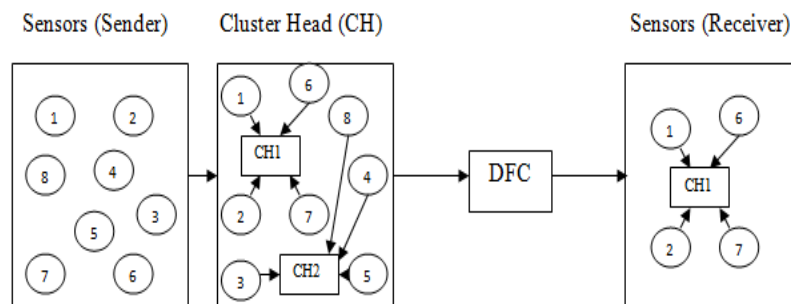 Sensors (Sender)
Cluster Head (CH)
Sensors (Receiver)
1
2
8
4
3
5
7
6
1
6
8
CH1
4
2
7
3
CH2
5
DFC
1
6
CH1
2
7